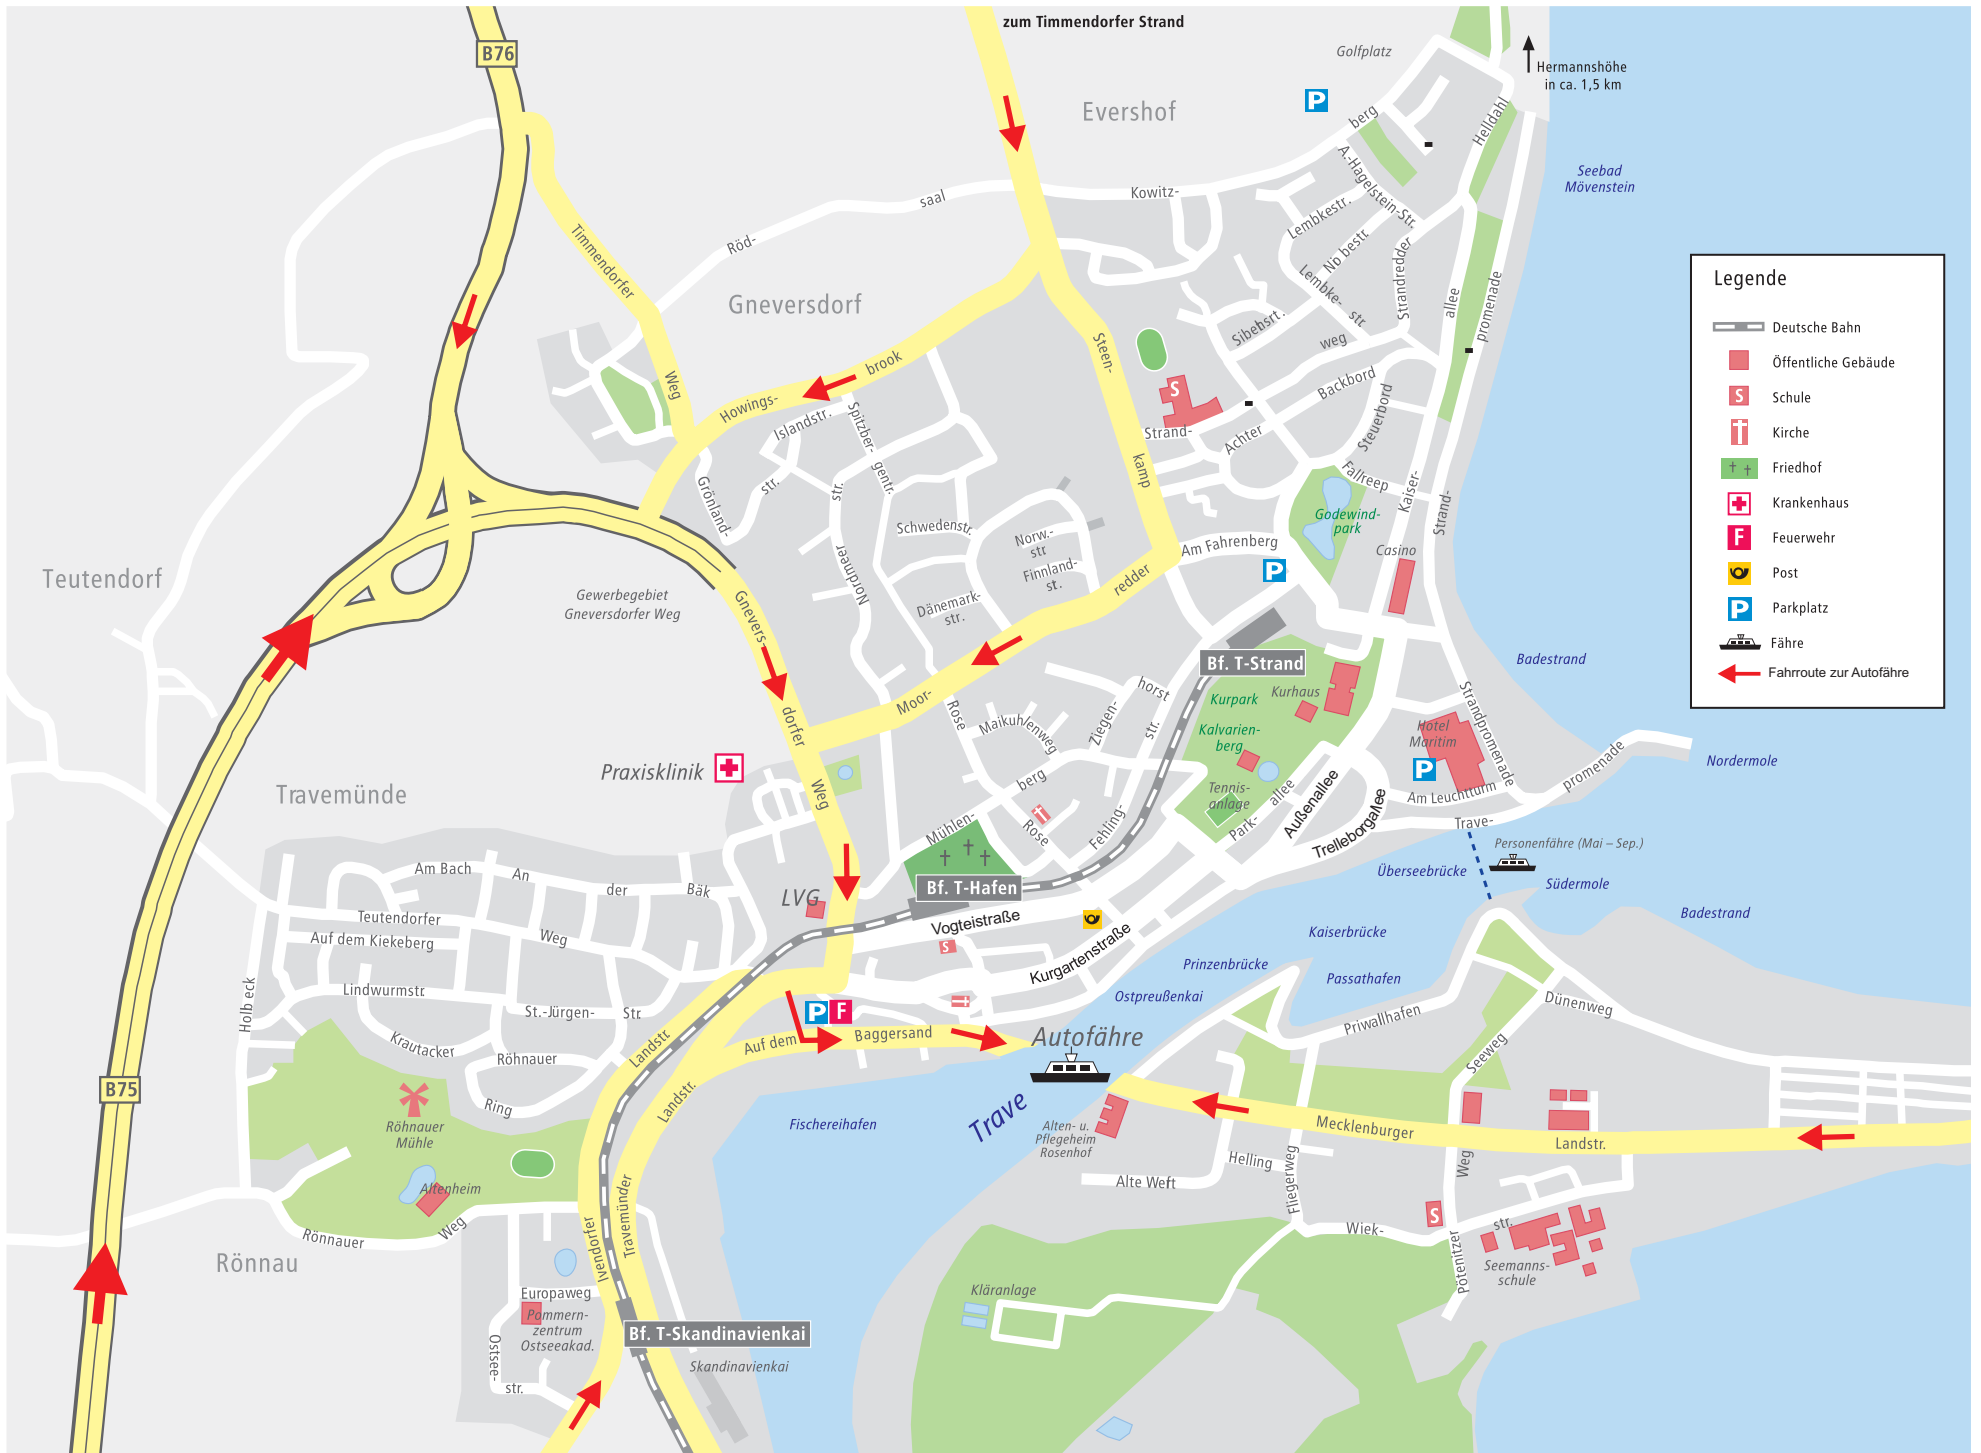 zum Timmendorfer Strand
B76
Golfplatz
Hermannshöhe
in ca. 1,5 km
Evershof
berg
Helldahl
A.-Hagelstein-Str.
Seebad
Mövenstein
Kowitz-
saal
Röd-
Lembkestr.
Timmendorfer
Strandredder
Lembke-
str.
allee
promenade
Gneversdorf
Sibehsrt.
weg
Steen-
brook
Weg
Howings-
Islandstr.
Spitzber-
gentr.
Backbord
Steuerbord
S
Strand-
Achter
kamp
Fallreep
Kaiser-
Strand-
Grönland-
str.
str.
Schwedenstr.
Norw.-
str
Finnland-
st.
Godewind-
park
Am Fahrenberg
Casino
P
P
Nordmeer
Teutendorf
Gewerbegebiet
Gneversdorfer Weg
Gnevers-
dorfer
Weg
Dänemark-
str.
redder
Moor-
Legende
Deutsche Bahn
Öffentliche Gebäude
S
Schule
Kirche
Friedhof
Krankenhaus
F
Feuerwehr
Post
P
Parkplatz
Fähre
Fahrroute zur Autofähre
Bf. T-Strand
Kurhaus
Kurpark
Kalvarien-
berg
Badestrand
horst
Ziegen-
str.
Rose
Maikuhlenweg
Strandpromenade
Hotel
Maritim
P
Am Leuchtturm
promenade
Nordermole
Praxisklinik
Travemünde
berg
Mühlen-
Rose
Fehling-
Tennis-
anlage
Park-
allee
Außenallee
Trelleborgallee
Trave-
Personenfähre (Mai – Sep.)
Überseebrücke
Südermole
Badestrand
Am Bach
An
der
Bäk
LVG
Bf. T-Hafen
Vogteistraße
S
Kurgartenstraße
Teutendorfer
Weg
Auf dem Kiekeberg
Lindwurmstr.
St.-Jürgen-
Str.
Holbeck
Krautacker
Röhnauer
Ring
Kaiserbrücke
Prinzenbrücke
Passathafen
Ostpreußenkai
Priwallhafen
Dünenweg
Seeweg
P
F
Landstr.
Auf dem
Baggersand
Autofähre
Landstr.
B75
Röhnauer
Mühle
Fischereihafen
Trave
Alten- u.
Pflegeheim
Rosenhof
Mecklenburger
Landstr.
Altenheim
Helling
Alte Weft
Fliegerweg
Weg
S
Wiek-
str.
Potenitzer
Seemanns-
schule
Rönnauer
Weg
Rönnau
Ivendorfer
Travemünder
Europaweg
Pommern-
zentrum
Ostseeakad.
Ostsee-
str.
Bf. T-Skandinavienkai
Skandinavienkai
Kläranlage